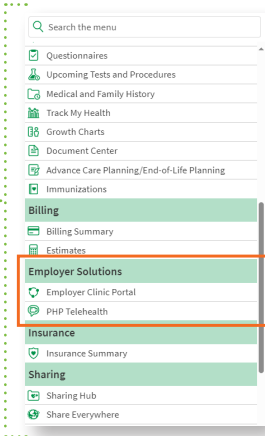 Search the menu
Questionnaires
Upcoming Tests and Procedures
Medical and Family History
Track My Health
Growth Charts
Document Center
Advance Care Planning/End-of-Life Planning
Immunizations
Billing
Billing Summary
Estimates
Employer Solutions
Employer Clinic Portal
PHP Telehealth
Insurance
Insurance Summary
Sharing
Sharing Hub
Share Everywhere